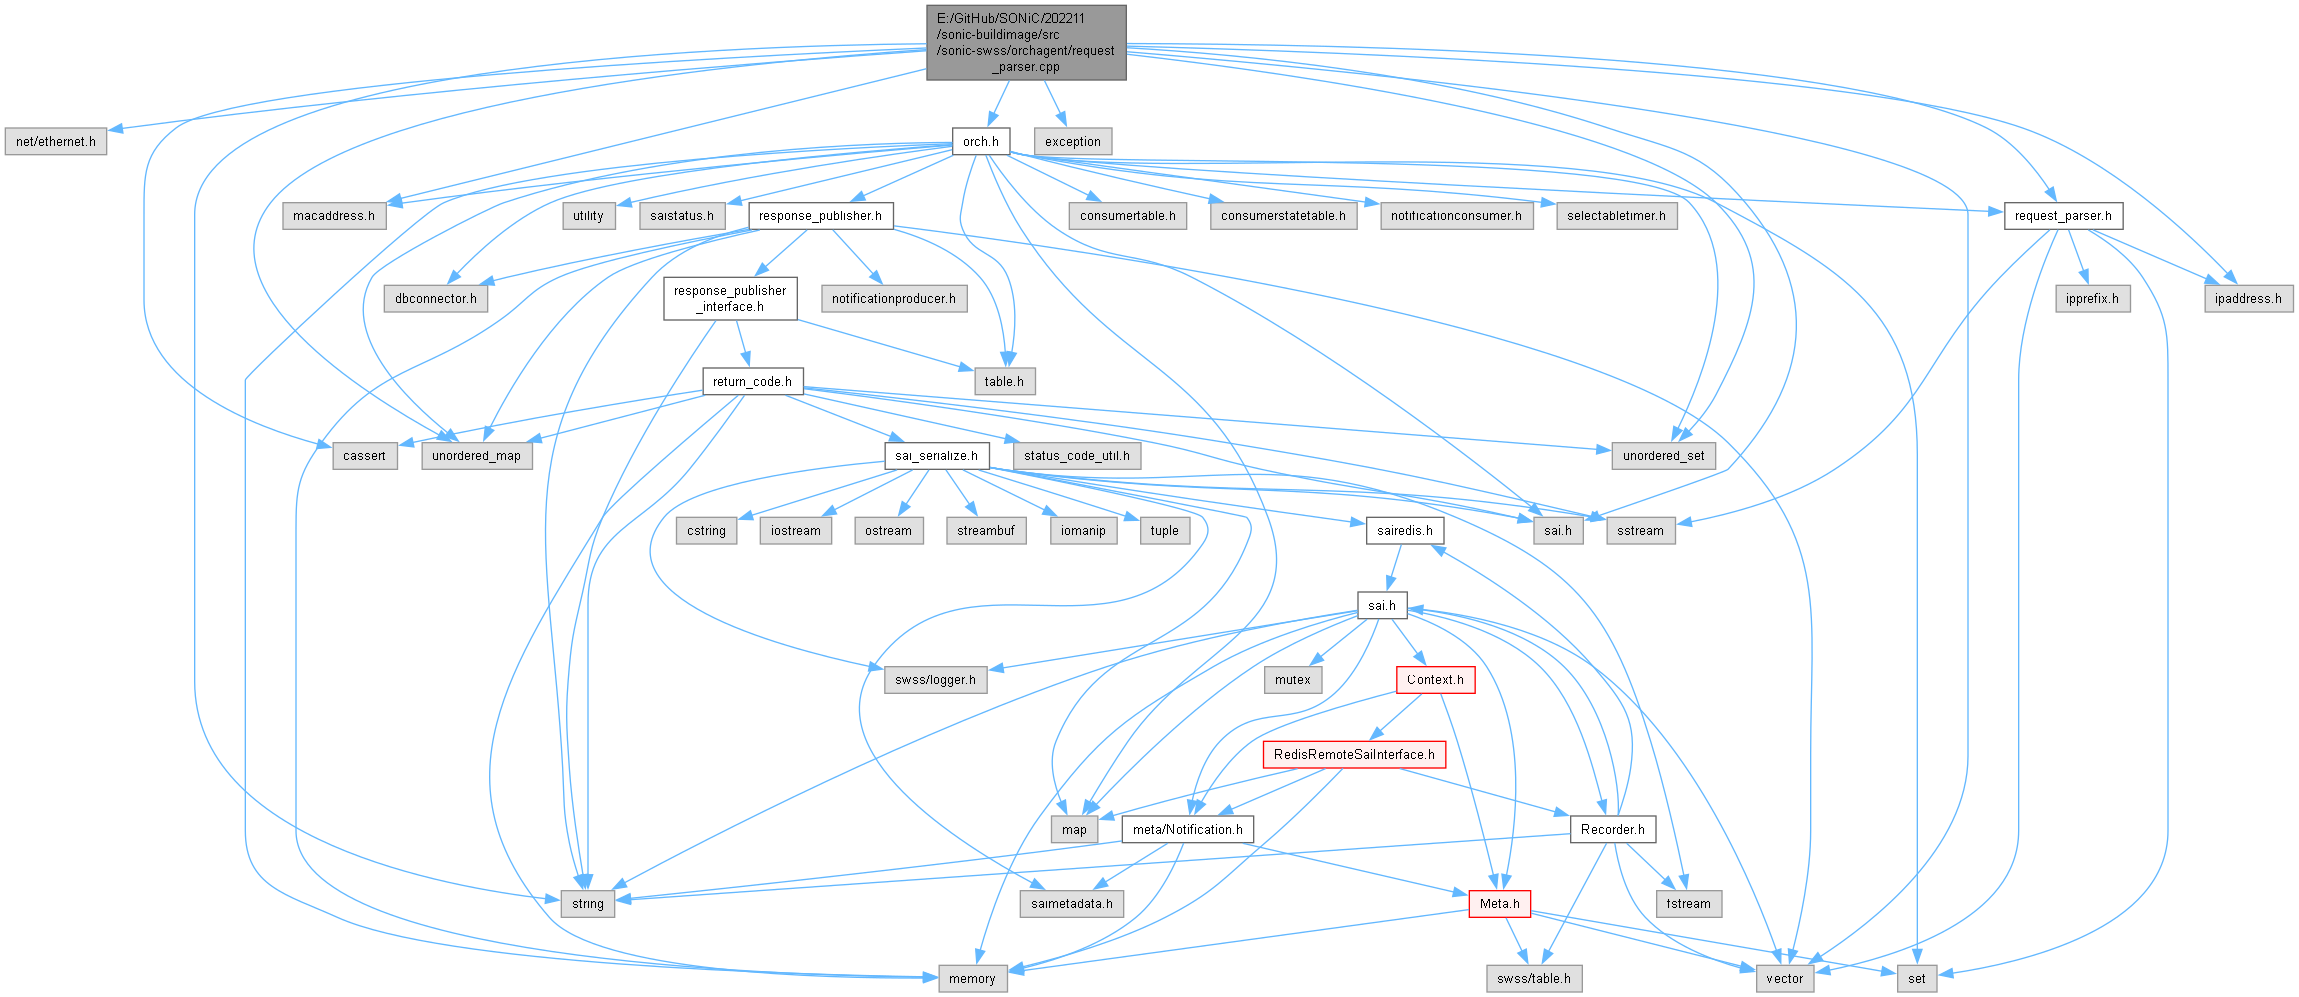 E:/GitHub/SONiC/202211
/sonic-buildimage/src
/sonic-swss/orchagent/request
_parser.cpp
net/ethernet.h
orch.h
exception
macaddress.h
utility
saistatus.h
response_publisher.h
consumertable.h
consumerstatetable.h
notificationconsumer.h
selectabletimer.h
request_parser.h
dbconnector.h
response_publisher
_interface.h
notificationproducer.h
ipprefix.h
ipaddress.h
return_code.h
table.h
cassert
unordered_map
sai_serialize.h
status_code_util.h
unordered_set
cstring
iostream
ostream
streambuf
iomanip
tuple
sairedis.h
sai.h
sstream
sai.h
swss/logger.h
mutex
Context.h
RedisRemoteSaiInterface.h
map
meta/Notification.h
Recorder.h
string
saimetadata.h
Meta.h
fstream
memory
swss/table.h
vector
set